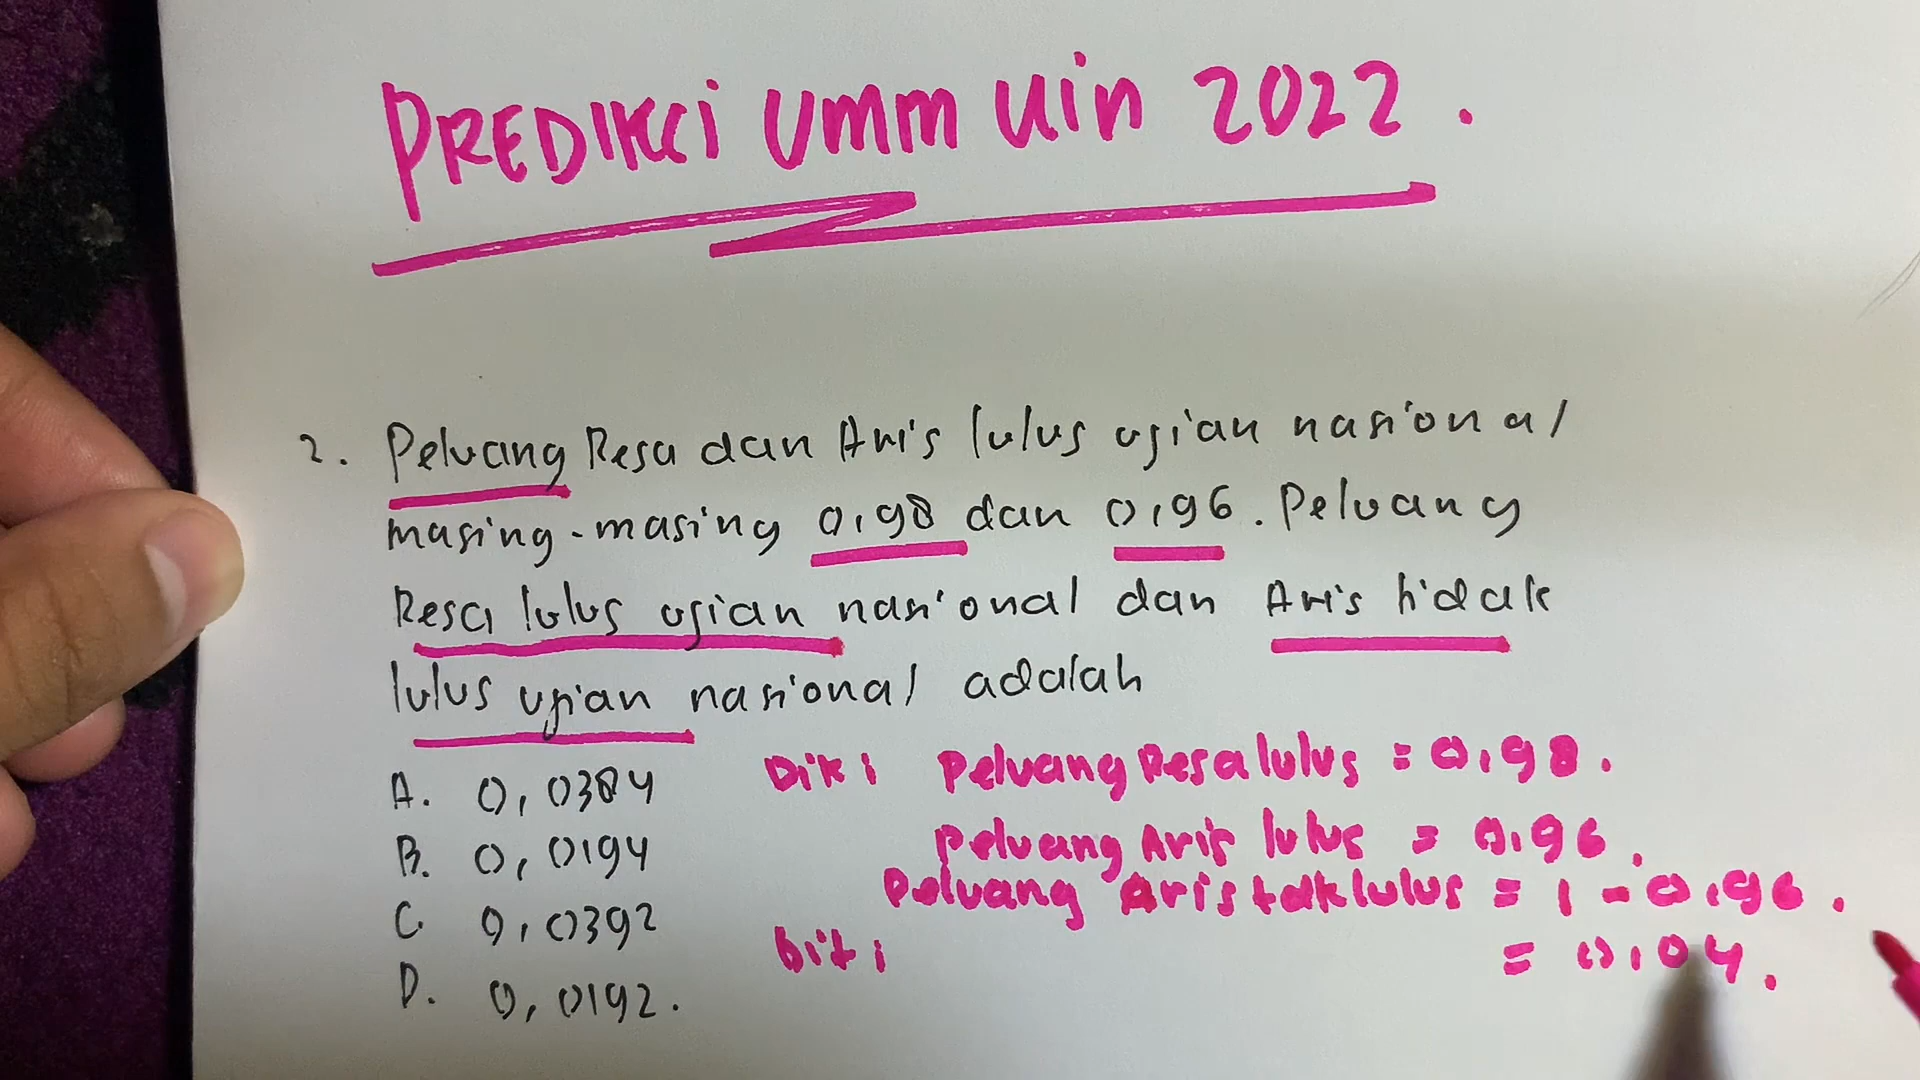 PREDIKCi UMM Uin 2022.
2. Peluang Resa dan Aris lulus ujian nasional
masing-masing 0,98 dan 0,96. Peluang
Resa lulus ujian nasional dan Aris tidak
lulus ujian nasional adalah
Dik : Peluang Resa lulus = 0,98.
A. 0,0384
Peluang Aris lulus = 0,96.
B. 0,0194
Peluang Aris tdk lulus = 1 - 0,96.
C 0,0392
Dit :
= 0,04.
D. 0,0192.